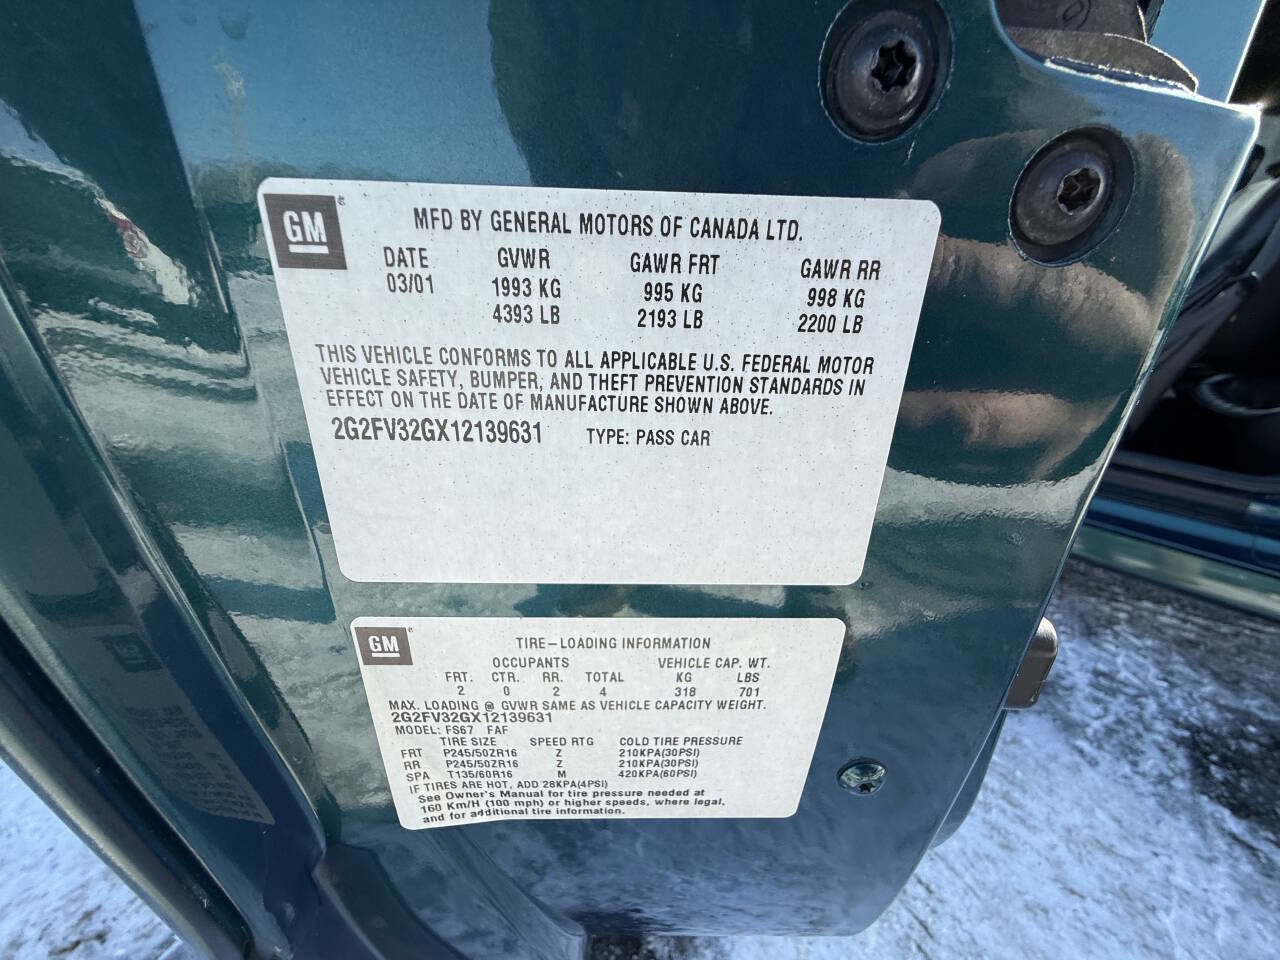 GM
MFD BY GENERAL MOTORS OF CANADA LTD.
DATE GVWR GAWR FRT GAWR RR
03/01 1993 KG 995 KG 998 KG
4393 LB 2193 LB 2200 LB
THIS VEHICLE CONFORMS TO ALL APPLICABLE U.S. FEDERAL MOTOR
VEHICLE SAFETY, BUMPER, AND THEFT PREVENTION STANDARDS IN
EFFECT ON THE DATE OF MANUFACTURE SHOWN ABOVE.
2G2FV32GX12139631 TYPE: PASS CAR
GM
TIRE-LOADING INFORMATION
OCCUPANTS VEHICLE CAP. WT.
FRT. CTR. RR. TOTAL KG LBS
2 0 2 4 318 701
MAX. LOADING @ GVWR SAME AS VEHICLE CAPACITY WEIGHT.
2G2FV32GX12139631
MODEL: FS67 FAF
TIRE SIZE SPEED RTG COLD TIRE PRESSURE
FRT P245/50ZR16 Z 210KPA(30PSI)
RR P245/50ZR16 Z 210KPA(30PSI)
SPA T135/60R16 M 420KPA(60PSI)
IF TIRES ARE HOT, ADD 28KPA(4PSI)
See Owner's Manual for tire pressure needed at
160 Km/H (100 mph) or higher speeds, where legal,
and for additional tire information.